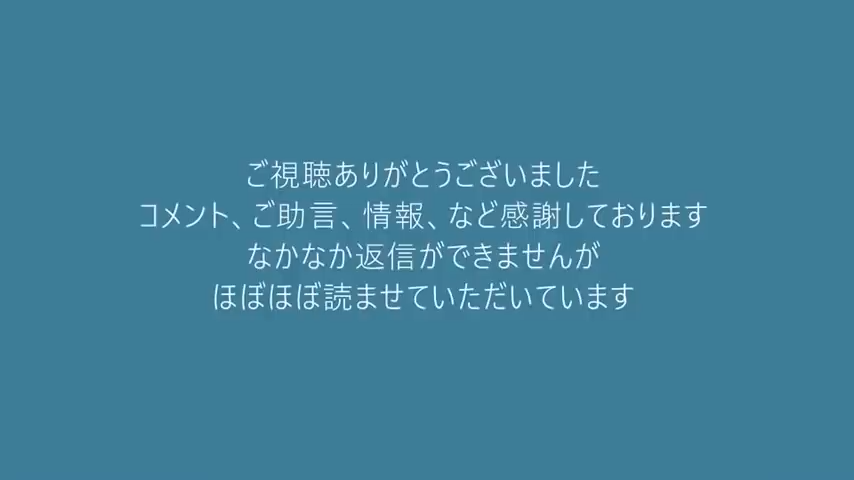 ご視聴ありがとうございました
コメント、ご助言、情報、など感謝しております
なかなか返信ができませんが
ほぼほぼ読ませていただいています